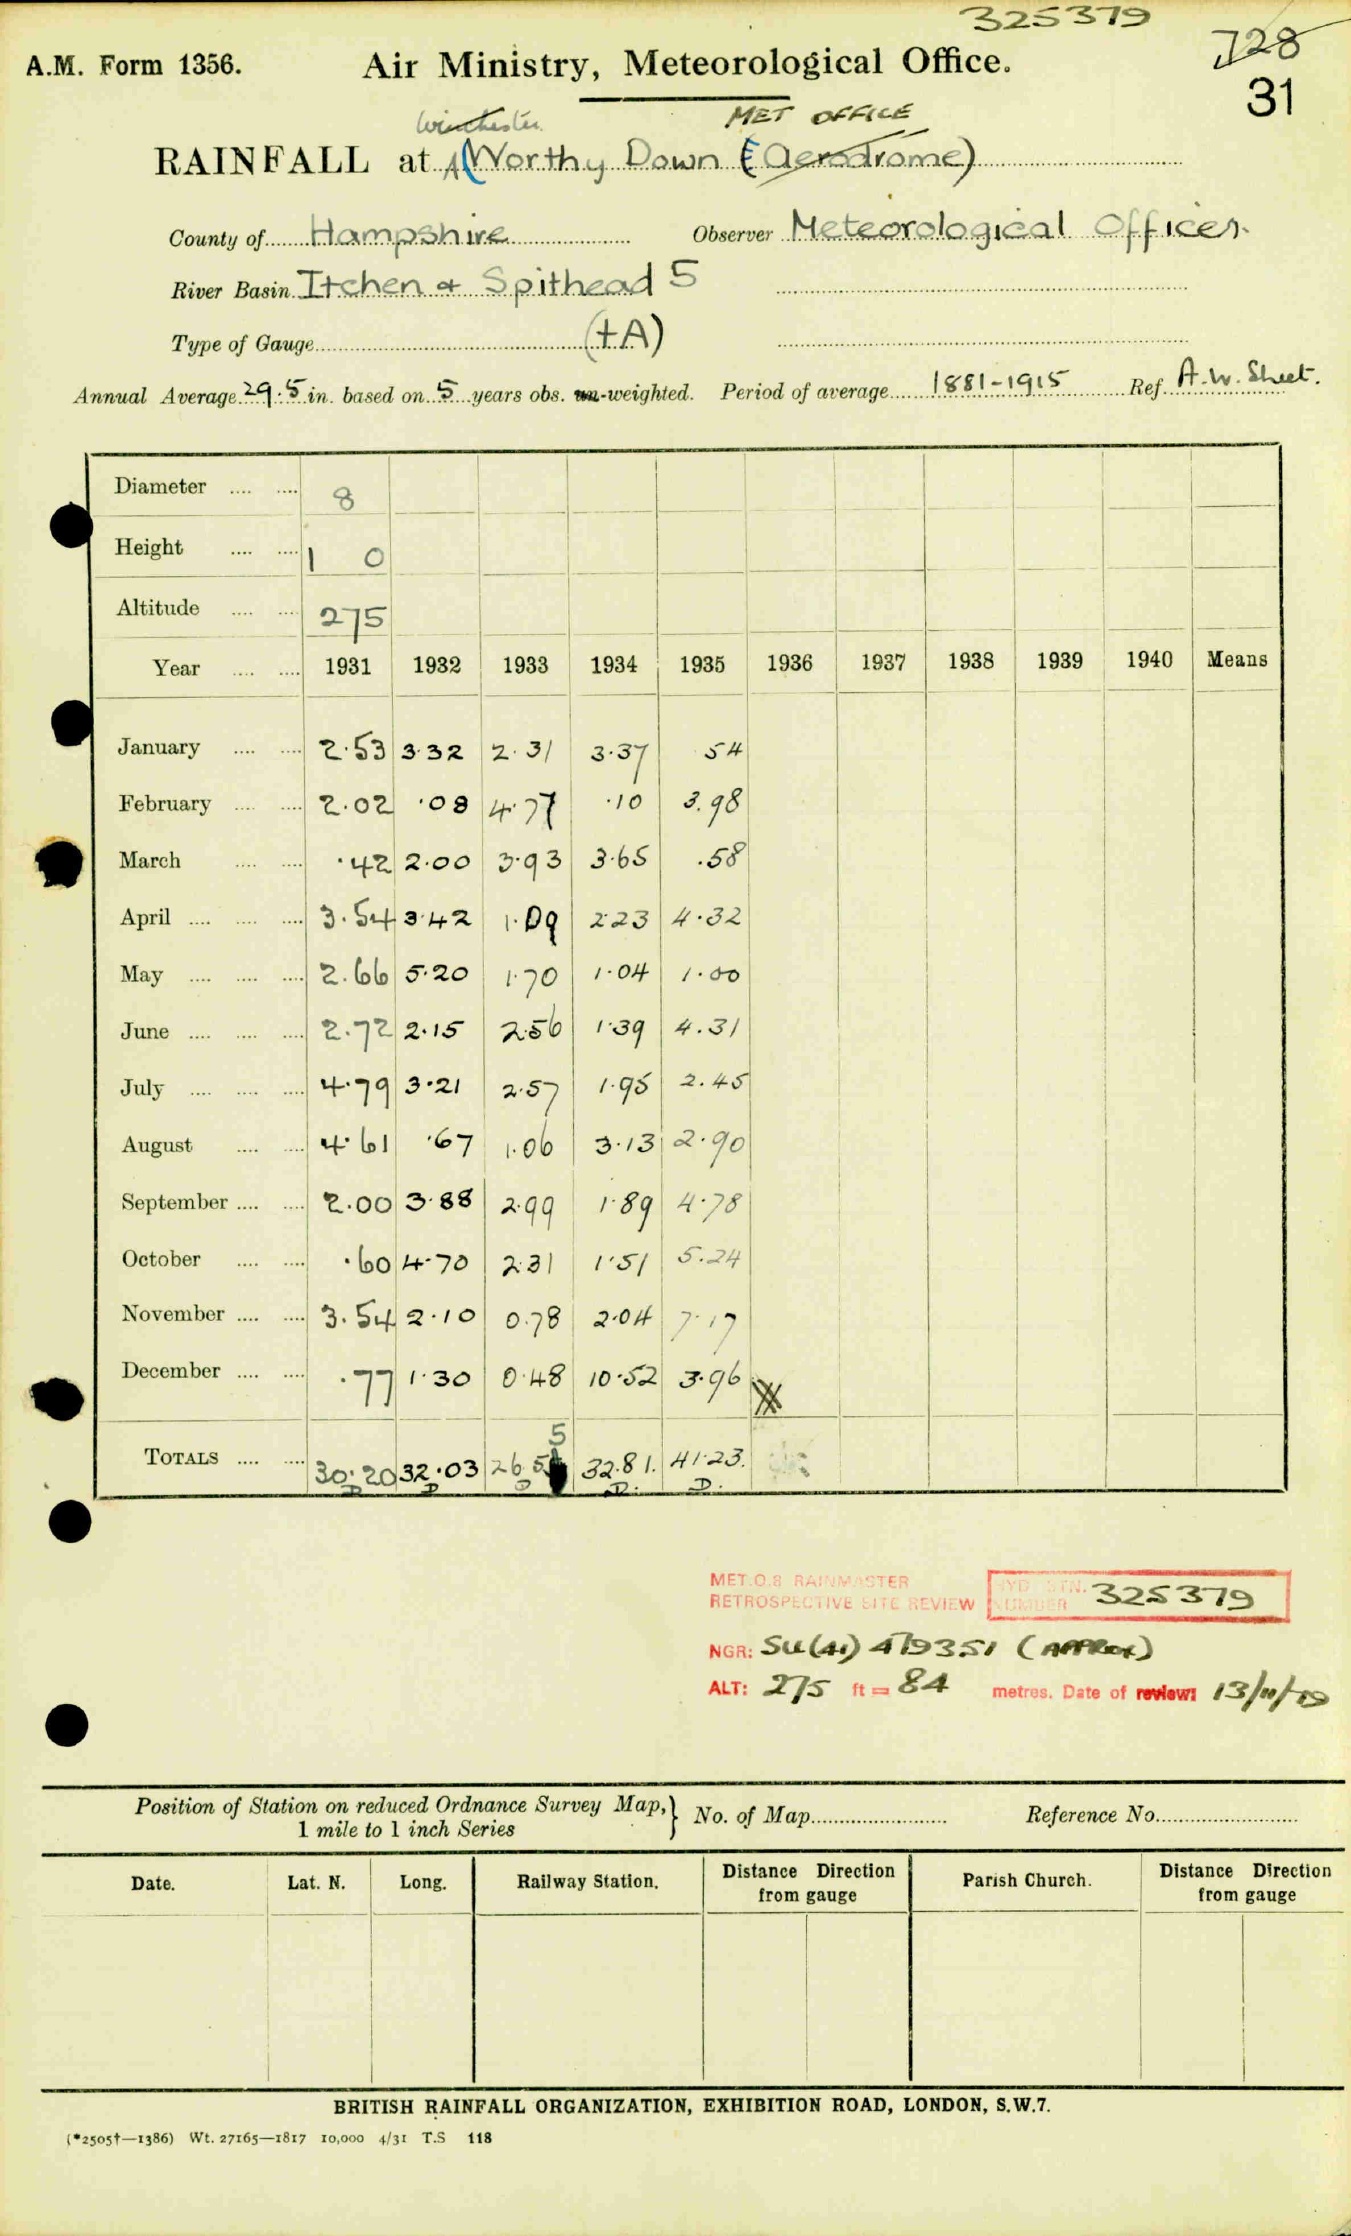 325379
A.M. Form 1356. Air Ministry, Meteorological Office. 728
31
Winchester MET OFFICE
RAINFALL at A (Worthy Down (Aerodrome)
County of Hampshire Observer Meteorological Officer.
River Basin Itchen & Spithead 5
Type of Gauge (+A)
Annual Average 29.5 in. based on 5 years obs. un-weighted. Period of average 1881-1915 Ref. A.W. Sheet.
Diameter .... .... 8
Height .... .... 1 0
Altitude .... .... 275
Year .... .... 1931 1932 1933 1934 1935 1936 1937 1938 1939 1940 Means
January .... .... 2.53 3.32 2.31 3.37 54
February .... .... 2.02 .08 4.77 .10 3.98
March .... .... .42 2.00 3.93 3.65 .58
April .... .... .... 3.54 3.42 1.09 2.23 4.32
May .... .... .... 2.66 5.20 1.70 1.04 1.00
June .... .... .... 2.72 2.15 2.56 1.39 4.31
July .... .... .... 4.79 3.21 2.57 1.95 2.45
August .... .... 4.61 .67 1.06 3.13 2.90
September .... .... 2.00 3.88 2.99 1.89 4.78
October .... .... .60 4.70 2.31 1.51 5.24
November .... .... 3.54 2.10 0.78 2.04 7.17
December .... .... .77 1.30 0.48 10.52 3.96
5
TOTALS .... .... 30.20 32.03 26.5 32.81. 41.23.
D D D D. D.
MET.O.8 RAINMASTER
RETROSPECTIVE SITE REVIEW HYD. STN. NUMBER 325379
NGR: SU(41) 479351 (APPROX)
ALT: 275 ft = 84 metres. Date of review: 13/11/79
Position of Station on reduced Ordnance Survey Map, } No. of Map Reference No.
1 mile to 1 inch Series
Date. Lat. N. Long. Railway Station. Distance Direction from gauge Parish Church. Distance Direction from gauge
BRITISH RAINFALL ORGANIZATION, EXHIBITION ROAD, LONDON, S.W.7.
(*2505†—1386) Wt. 27165—1817 10,000 4/31 T.S 118